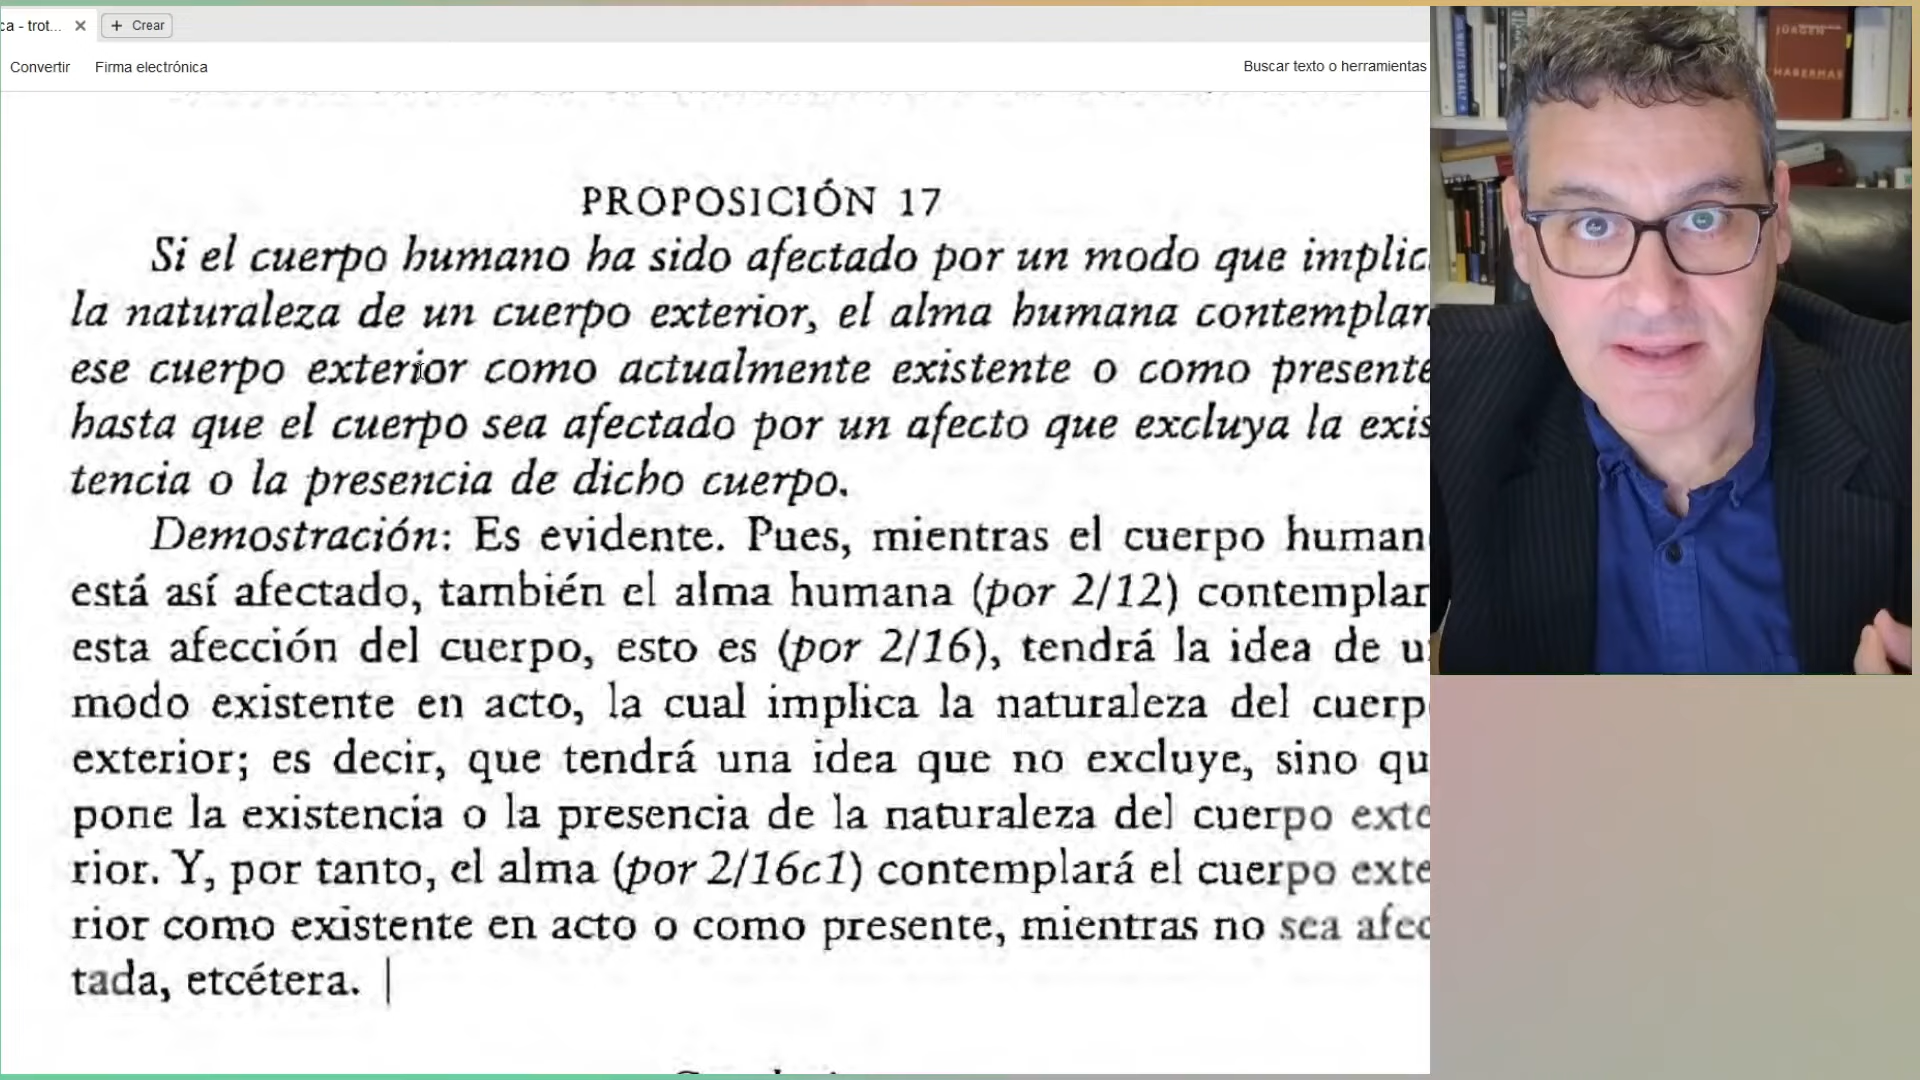 ca - trot...
Crear
Convertir Firma electrónica
Buscar texto o herramientas
PROPOSICIÓN 17
Si el cuerpo humano ha sido afectado por un modo que implic
la naturaleza de un cuerpo exterior, el alma humana contemplar
ese cuerpo exterior como actualmente existente o como presente
hasta que el cuerpo sea afectado por un afecto que excluya la exis
tencia o la presencia de dicho cuerpo.
Demostración: Es evidente. Pues, mientras el cuerpo human
está así afectado, también el alma humana (por 2/12) contemplar
esta afección del cuerpo, esto es (por 2/16), tendrá la idea de u
modo existente en acto, la cual implica la naturaleza del cuerp
exterior; es decir, que tendrá una idea que no excluye, sino qu
pone la existencia o la presencia de la naturaleza del cuerpo exte
rior. Y, por tanto, el alma (por 2/16c1) contemplará el cuerpo exte
rior como existente en acto o como presente, mientras no sea afec
tada, etcétera.
JÜRGEN
HABERMAS